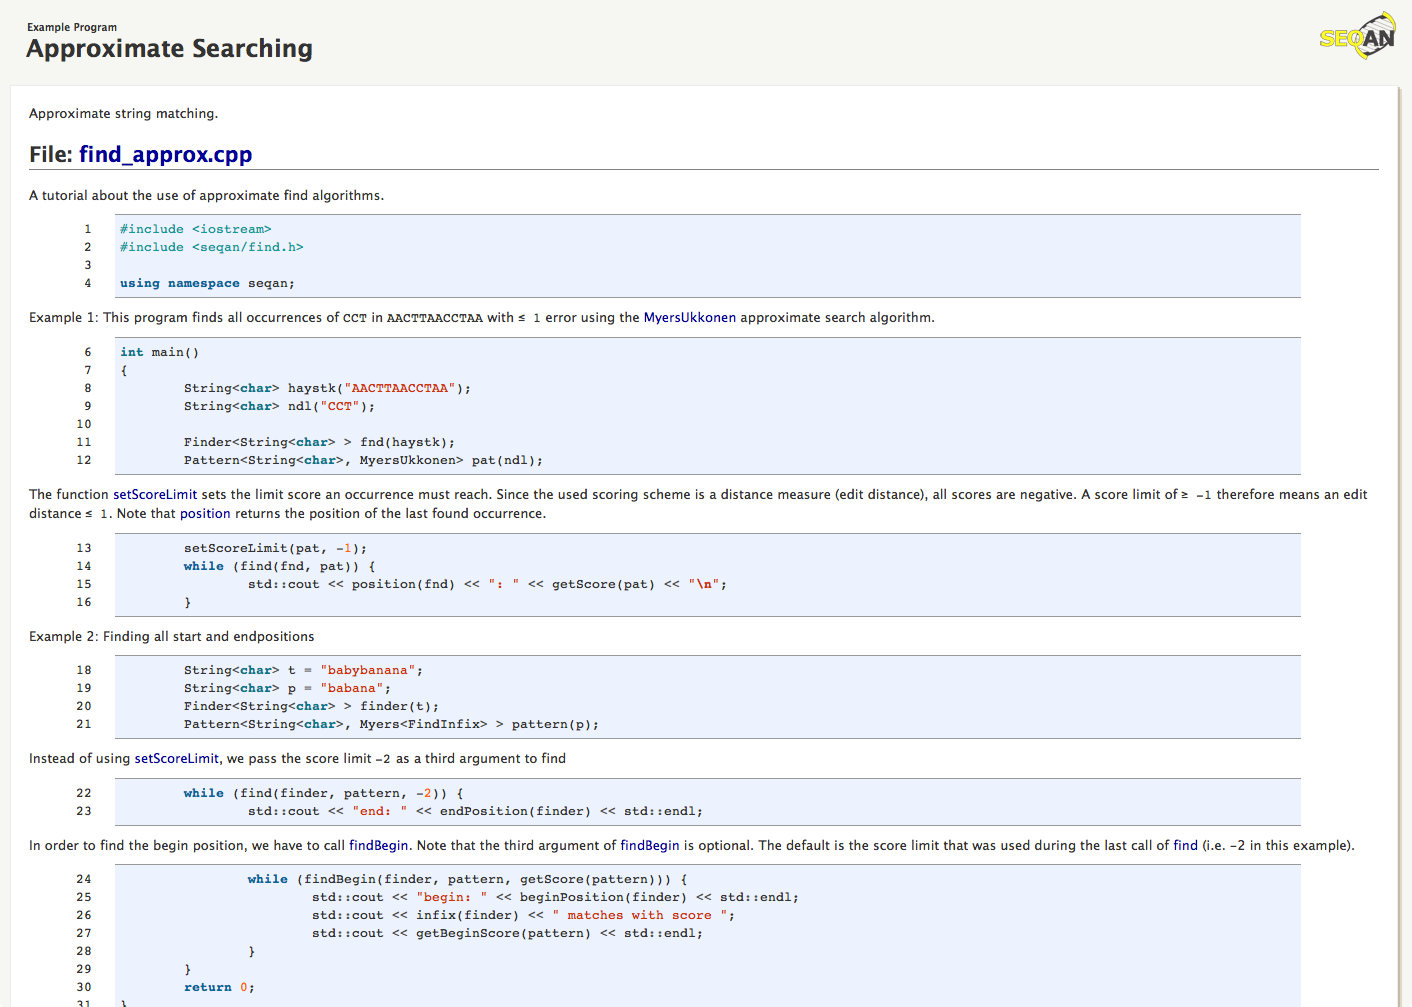 Example Program
Approximate Searching
SEQAN
Approximate string matching.
File: find_approx.cpp
A tutorial about the use of approximate find algorithms.
1 #include <iostream>
2 #include <seqan/find.h>
3
4 using namespace seqan;
Example 1: This program finds all occurrences of CCT in AACTTAACCTAA with ≤ 1 error using the MyersUkkonen approximate search algorithm.
6 int main()
7 {
8 String<char> haystk("AACTTAACCTAA");
9 String<char> ndl("CCT");
10
11 Finder<String<char> > fnd(haystk);
12 Pattern<String<char>, MyersUkkonen> pat(ndl);
The function setScoreLimit sets the limit score an occurrence must reach. Since the used scoring scheme is a distance measure (edit distance), all scores are negative. A score limit of ≥ -1 therefore means an edit
distance ≤ 1. Note that position returns the position of the last found occurrence.
13 setScoreLimit(pat, -1);
14 while (find(fnd, pat)) {
15 std::cout << position(fnd) << ": " << getScore(pat) << "\n";
16 }
Example 2: Finding all start and endpositions
18 String<char> t = "babybanana";
19 String<char> p = "babana";
20 Finder<String<char> > finder(t);
21 Pattern<String<char>, Myers<FindInfix> > pattern(p);
Instead of using setScoreLimit, we pass the score limit -2 as a third argument to find
22 while (find(finder, pattern, -2)) {
23 std::cout << "end: " << endPosition(finder) << std::endl;
In order to find the begin position, we have to call findBegin. Note that the third argument of findBegin is optional. The default is the score limit that was used during the last call of find (i.e. -2 in this example).
24 while (findBegin(finder, pattern, getScore(pattern))) {
25 std::cout << "begin: " << beginPosition(finder) << std::endl;
26 std::cout << infix(finder) << " matches with score ";
27 std::cout << getBeginScore(pattern) << std::endl;
28 }
29 }
30 return 0;
31 }